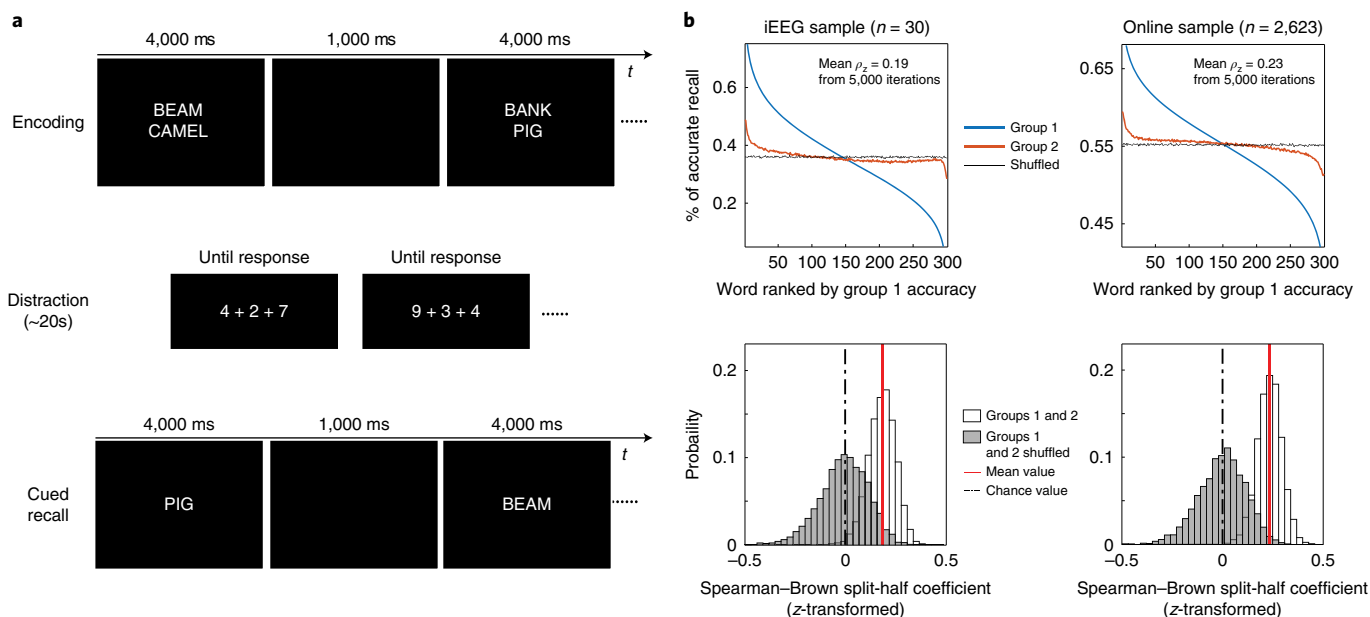 a
4,000 ms
1,000 ms
4,000 ms
t
Encoding
BEAM
CAMEL
BANK
PIG
......
Until response
Until response
Distraction
(~20s)
4 + 2 + 7
9 + 3 + 4
......
4,000 ms
1,000 ms
4,000 ms
t
Cued
recall
PIG
BEAM
......
b
iEEG sample (n = 30)
Mean ρz = 0.19
from 5,000 iterations
% of accurate recall
0.6
0.4
0.2
50 100 150 200 250 300
Word ranked by group 1 accuracy
Group 1
Group 2
Shuffled
Online sample (n = 2,623)
Mean ρz = 0.23
from 5,000 iterations
0.65
0.55
0.45
50 100 150 200 250 300
Word ranked by group 1 accuracy
Probaility
0.2
0.1
0
–0.5 0 0.5
Spearman–Brown split-half coefficient
(z-transformed)
Groups 1 and 2
Groups 1
and 2 shuffled
Mean value
Chance value
0.2
0.1
0
–0.5 0 0.5
Spearman–Brown split-half coefficient
(z-transformed)